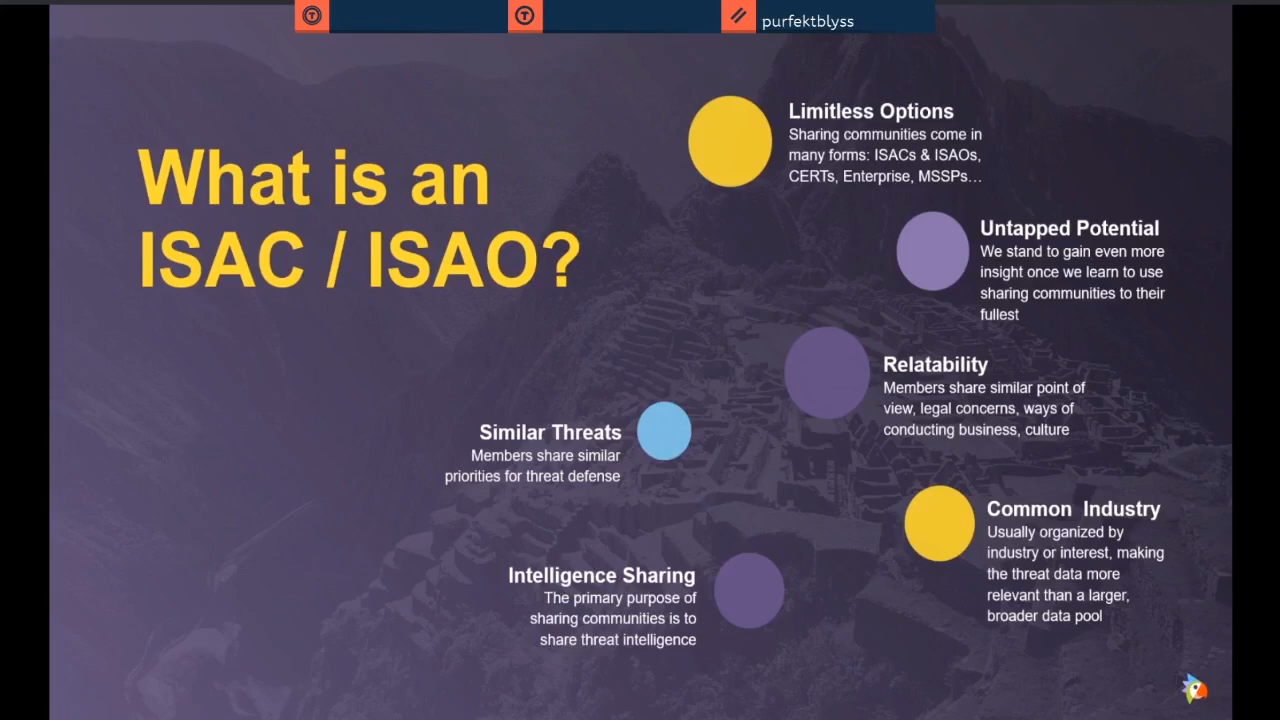 purfektblyss
What is an
ISAC / ISAO?
Limitless Options
Sharing communities come in
many forms: ISACs & ISAOs,
CERTs, Enterprise, MSSPs...
Untapped Potential
We stand to gain even more
insight once we learn to use
sharing communities to their
fullest
Relatability
Members share similar point of
view, legal concerns, ways of
conducting business, culture
Similar Threats
Members share similar
priorities for threat defense
Common Industry
Usually organized by
industry or interest, making
the threat data more
relevant than a larger,
broader data pool
Intelligence Sharing
The primary purpose of
sharing communities is to
share threat intelligence